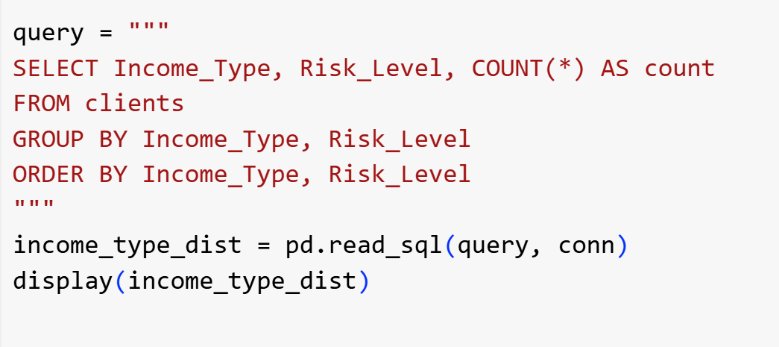 query = """
SELECT Income_Type, Risk_Level, COUNT(*) AS count
FROM clients
GROUP BY Income_Type, Risk_Level
ORDER BY Income_Type, Risk_Level
"""
income_type_dist = pd.read_sql(query, conn)
display(income_type_dist)